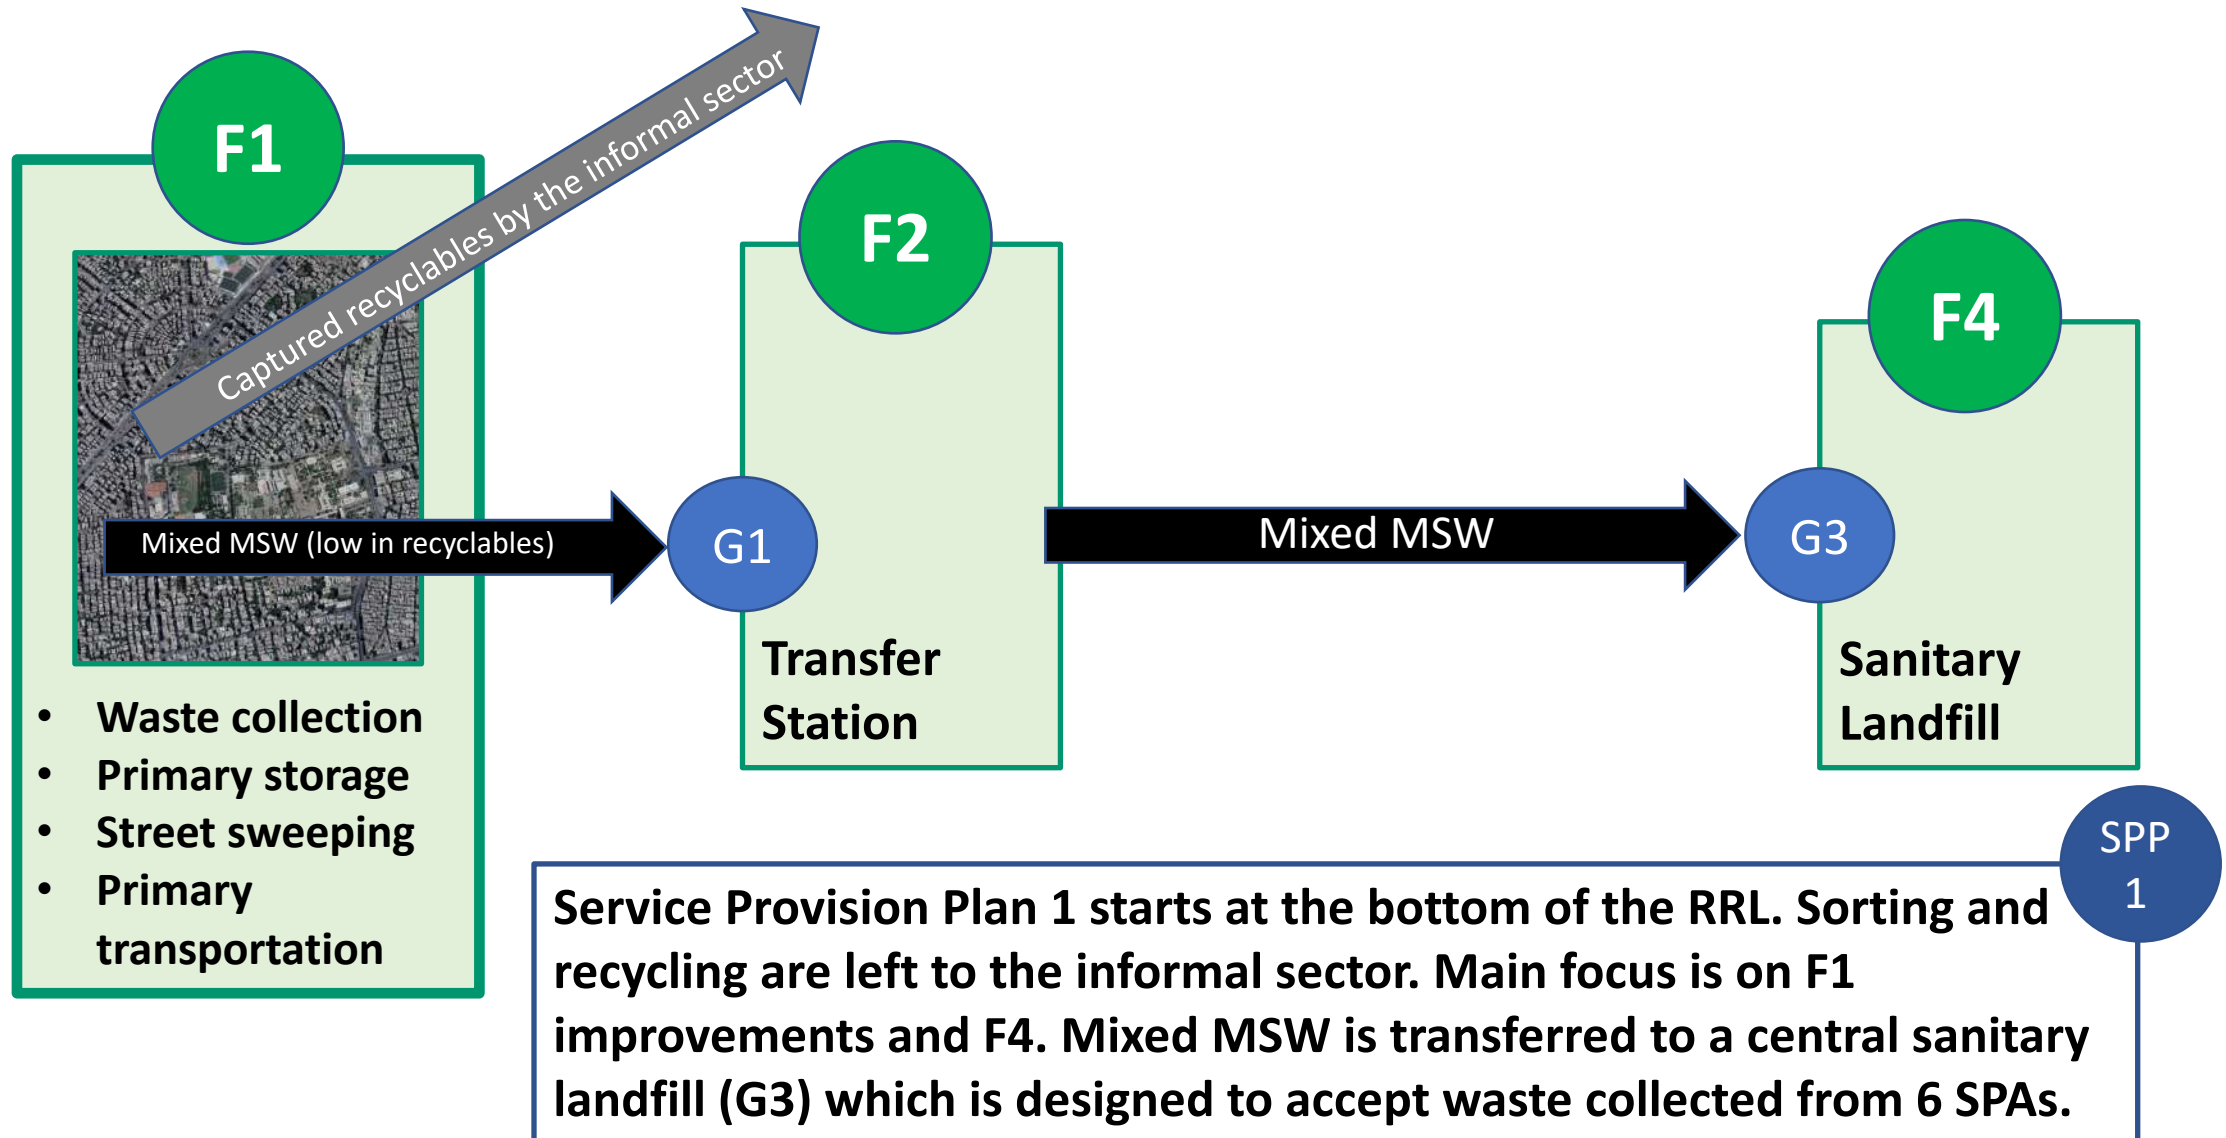 F1
Captured recyclables by the informal sector
F2
F4
Mixed MSW (low in recyclables)
G1
Mixed MSW
G3
Transfer
Station
Sanitary
Landfill
• Waste collection
• Primary storage
• Street sweeping
• Primary
transportation
SPP
1
Service Provision Plan 1 starts at the bottom of the RRL. Sorting and
recycling are left to the informal sector. Main focus is on F1
improvements and F4. Mixed MSW is transferred to a central sanitary
landfill (G3) which is designed to accept waste collected from 6 SPAs.